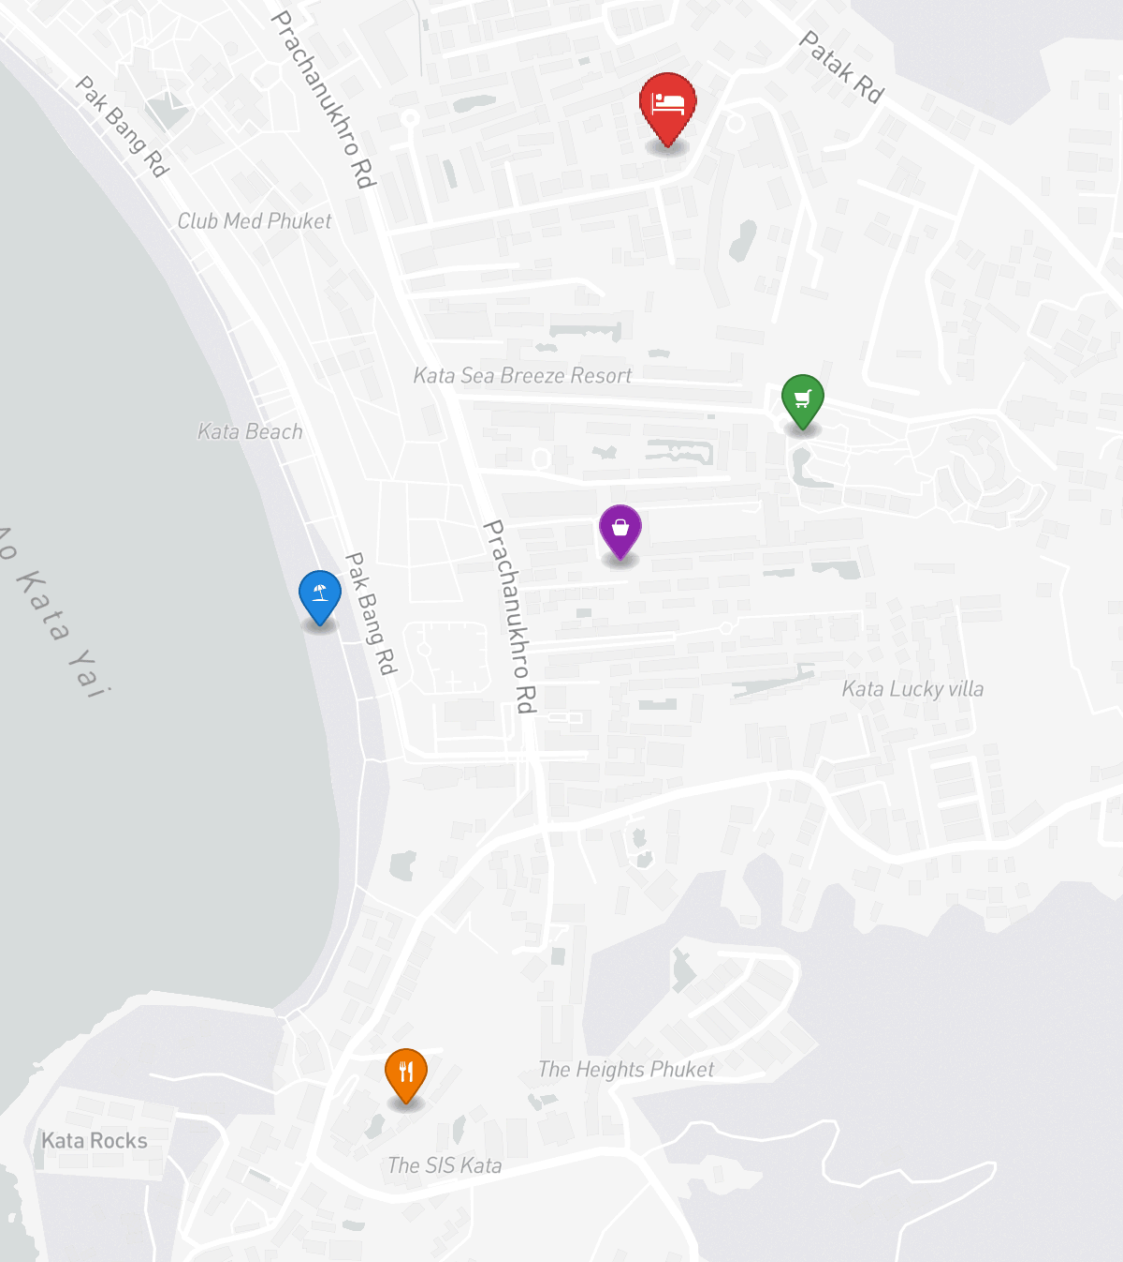 Prachanukhro Rd
Patak Rd
Pak Bang Rd
Club Med Phuket
Kata Sea Breeze Resort
Kata Beach
Ao Kata Yai
Prachanukhro Rd
Pak Bang Rd
Kata Lucky villa
The Heights Phuket
Kata Rocks
The SIS Kata